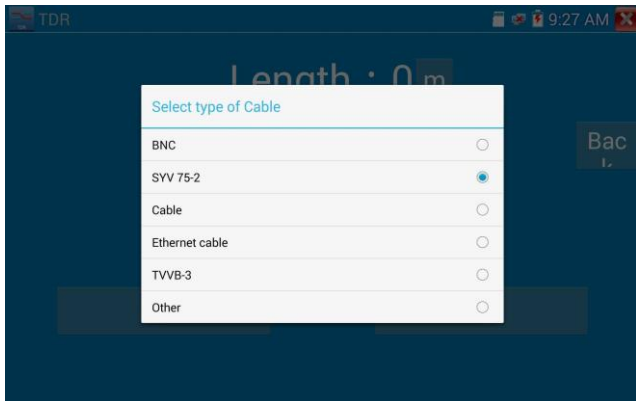 TDR 9:27 AM
Length : 0 m
Select type of Cable
BNC
Bac
k
SYV 75-2
Cable
Ethernet cable
TVVB-3
Other